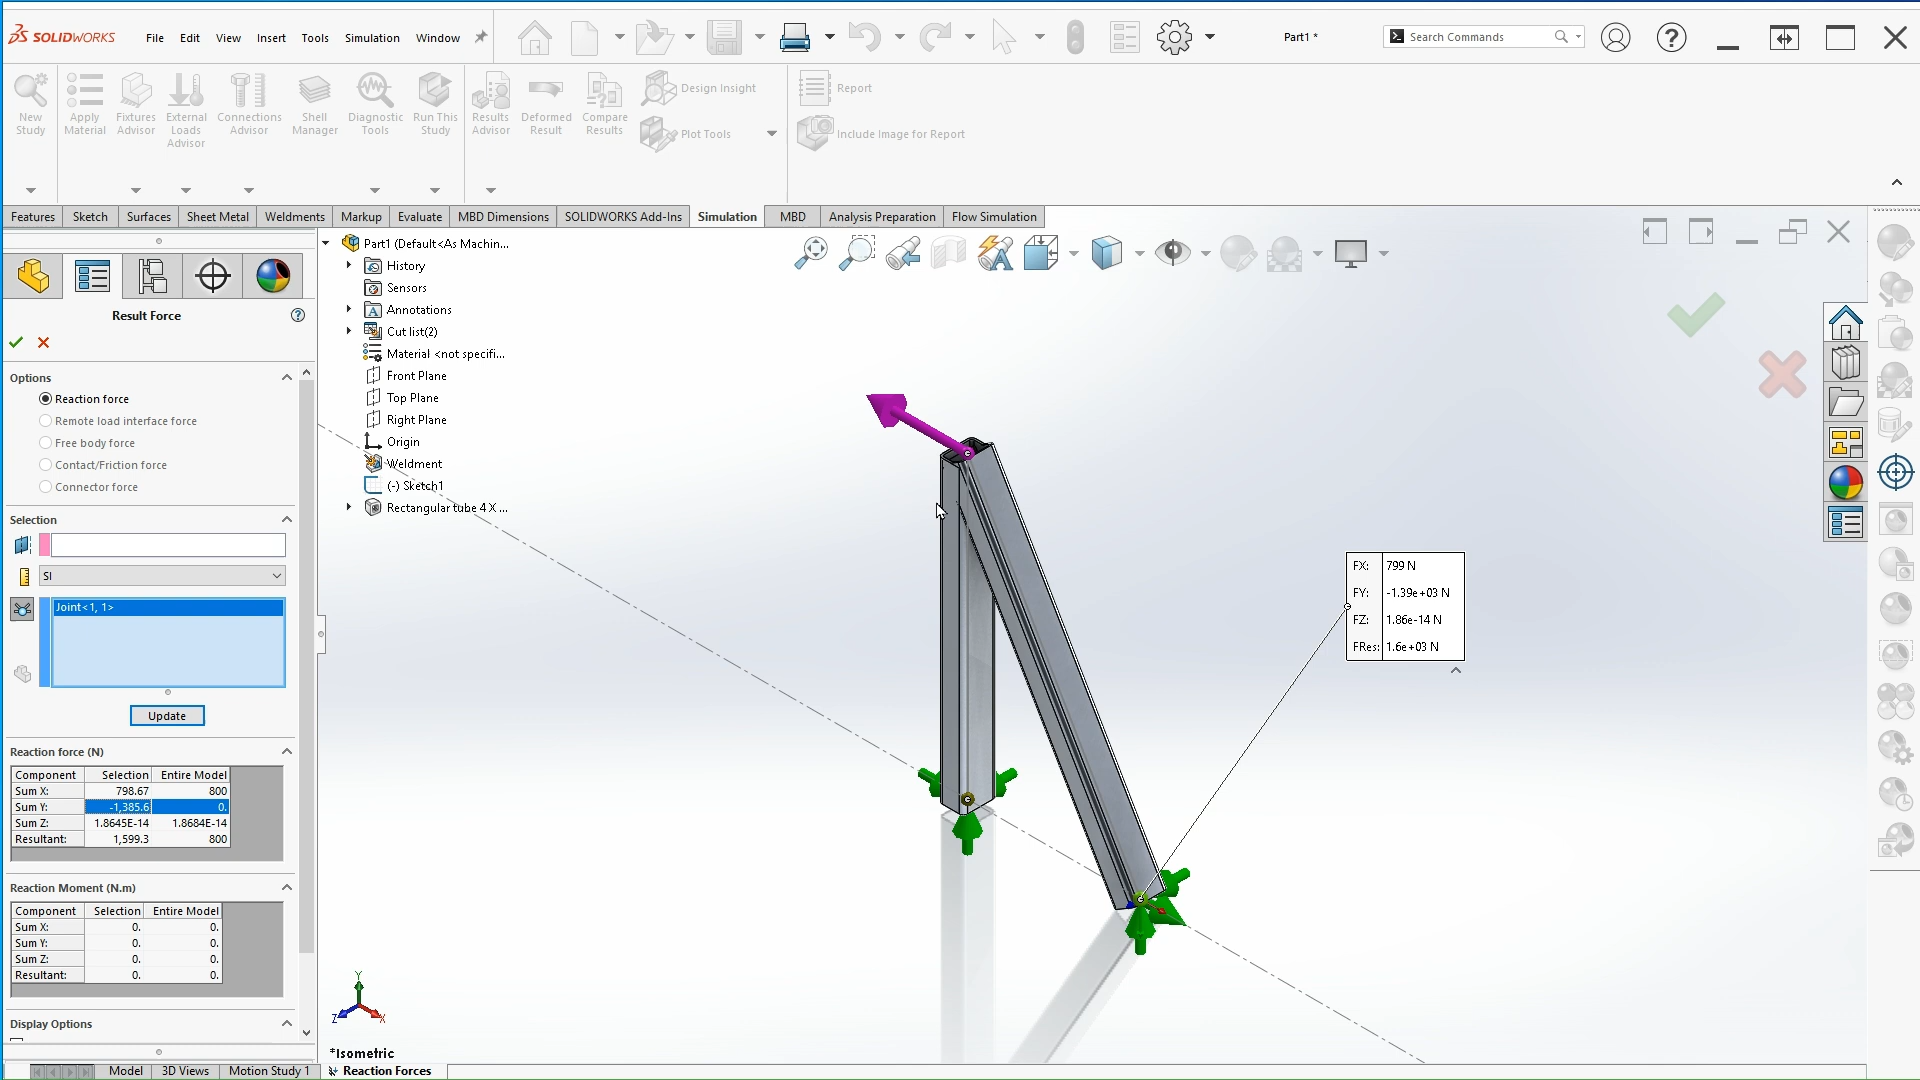 SOLIDWORKS File Edit View Insert Tools Simulation Window Part1 * Search Commands
New Study Apply Material Fixtures Advisor External Loads Advisor Connections Advisor Shell Manager Diagnostic Tools Run This Study Results Advisor Deformed Result Compare Results Design Insight Plot Tools Report Include Image for Report
Features Sketch Surfaces Sheet Metal Weldments Markup Evaluate MBD Dimensions SOLIDWORKS Add-Ins Simulation MBD Analysis Preparation Flow Simulation
Result Force
Options
Reaction force
Remote load interface force
Free body force
Contact/Friction force
Connector force
Selection
SI
Joint<1, 1>
Update
Reaction force (N)
Component Selection Entire Model
Sum X: 798.67 800
Sum Y: -1,385.6 0.
Sum Z: 1.8645E-14 1.8684E-14
Resultant: 1,599.3 800
Reaction Moment (N.m)
Component Selection Entire Model
Sum X: 0. 0.
Sum Y: 0. 0.
Sum Z: 0. 0.
Resultant: 0. 0.
Display Options
Part1 (Default<As Machin...
History
Sensors
Annotations
Cut list(2)
Material <not specifi...
Front Plane
Top Plane
Right Plane
Origin
Weldment
(-) Sketch1
Rectangular tube 4 X ...
FX: 799 N
FY: -1.39e+03 N
FZ: 1.86e-14 N
FRes: 1.6e+03 N
Y
Z X
*Isometric
Model 3D Views Motion Study 1 Reaction Forces